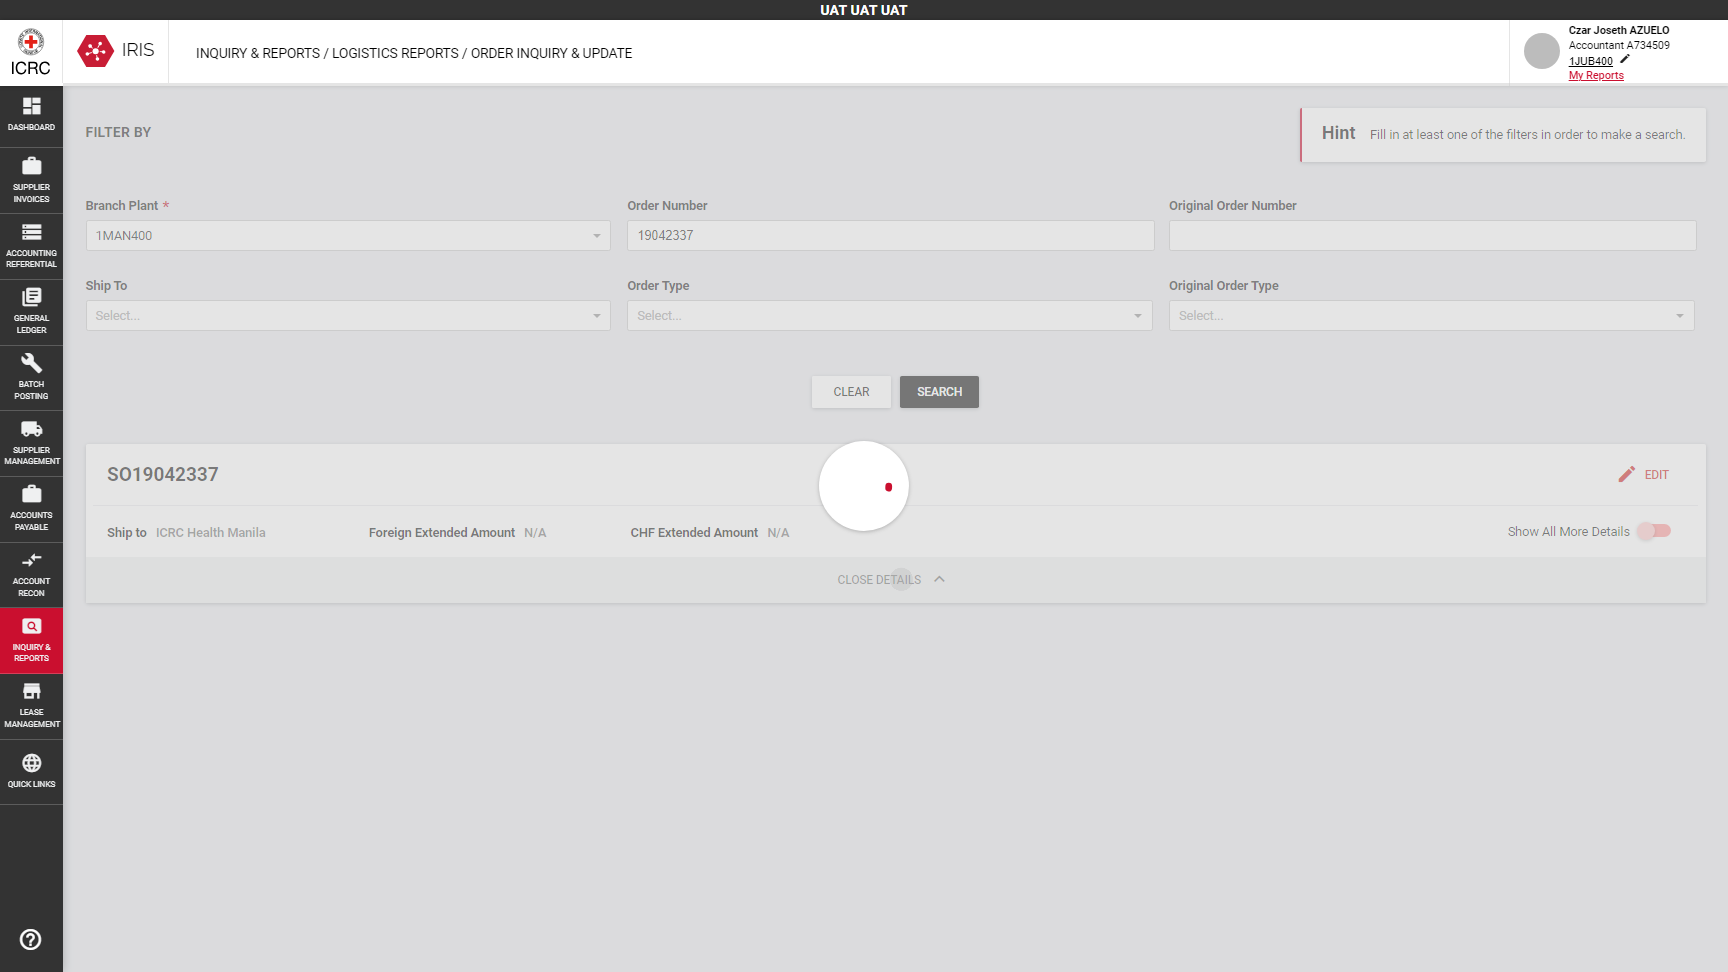 UAT UAT UAT
ICRC
IRIS
INQUIRY & REPORTS / LOGISTICS REPORTS / ORDER INQUIRY & UPDATE
Czar Joseth AZUELO
Accountant A734509
1JUB400
My Reports
DASHBOARD
SUPPLIER
INVOICES
ACCOUNTING
REFERENTIAL
GENERAL
LEDGER
BATCH
POSTING
SUPPLIER
MANAGEMENT
ACCOUNTS
PAYABLE
ACCOUNT
RECON
INQUIRY &
REPORTS
LEASE
MANAGEMENT
QUICK LINKS
FILTER BY
Hint Fill in at least one of the filters in order to make a search.
Branch Plant * Order Number Original Order Number
1MAN400 19042337
Ship To Order Type Original Order Type
Select... Select... Select...
CLEAR SEARCH
SO19042337 EDIT
Ship to ICRC Health Manila Foreign Extended Amount N/A CHF Extended Amount N/A Show All More Details
CLOSE DETAILS